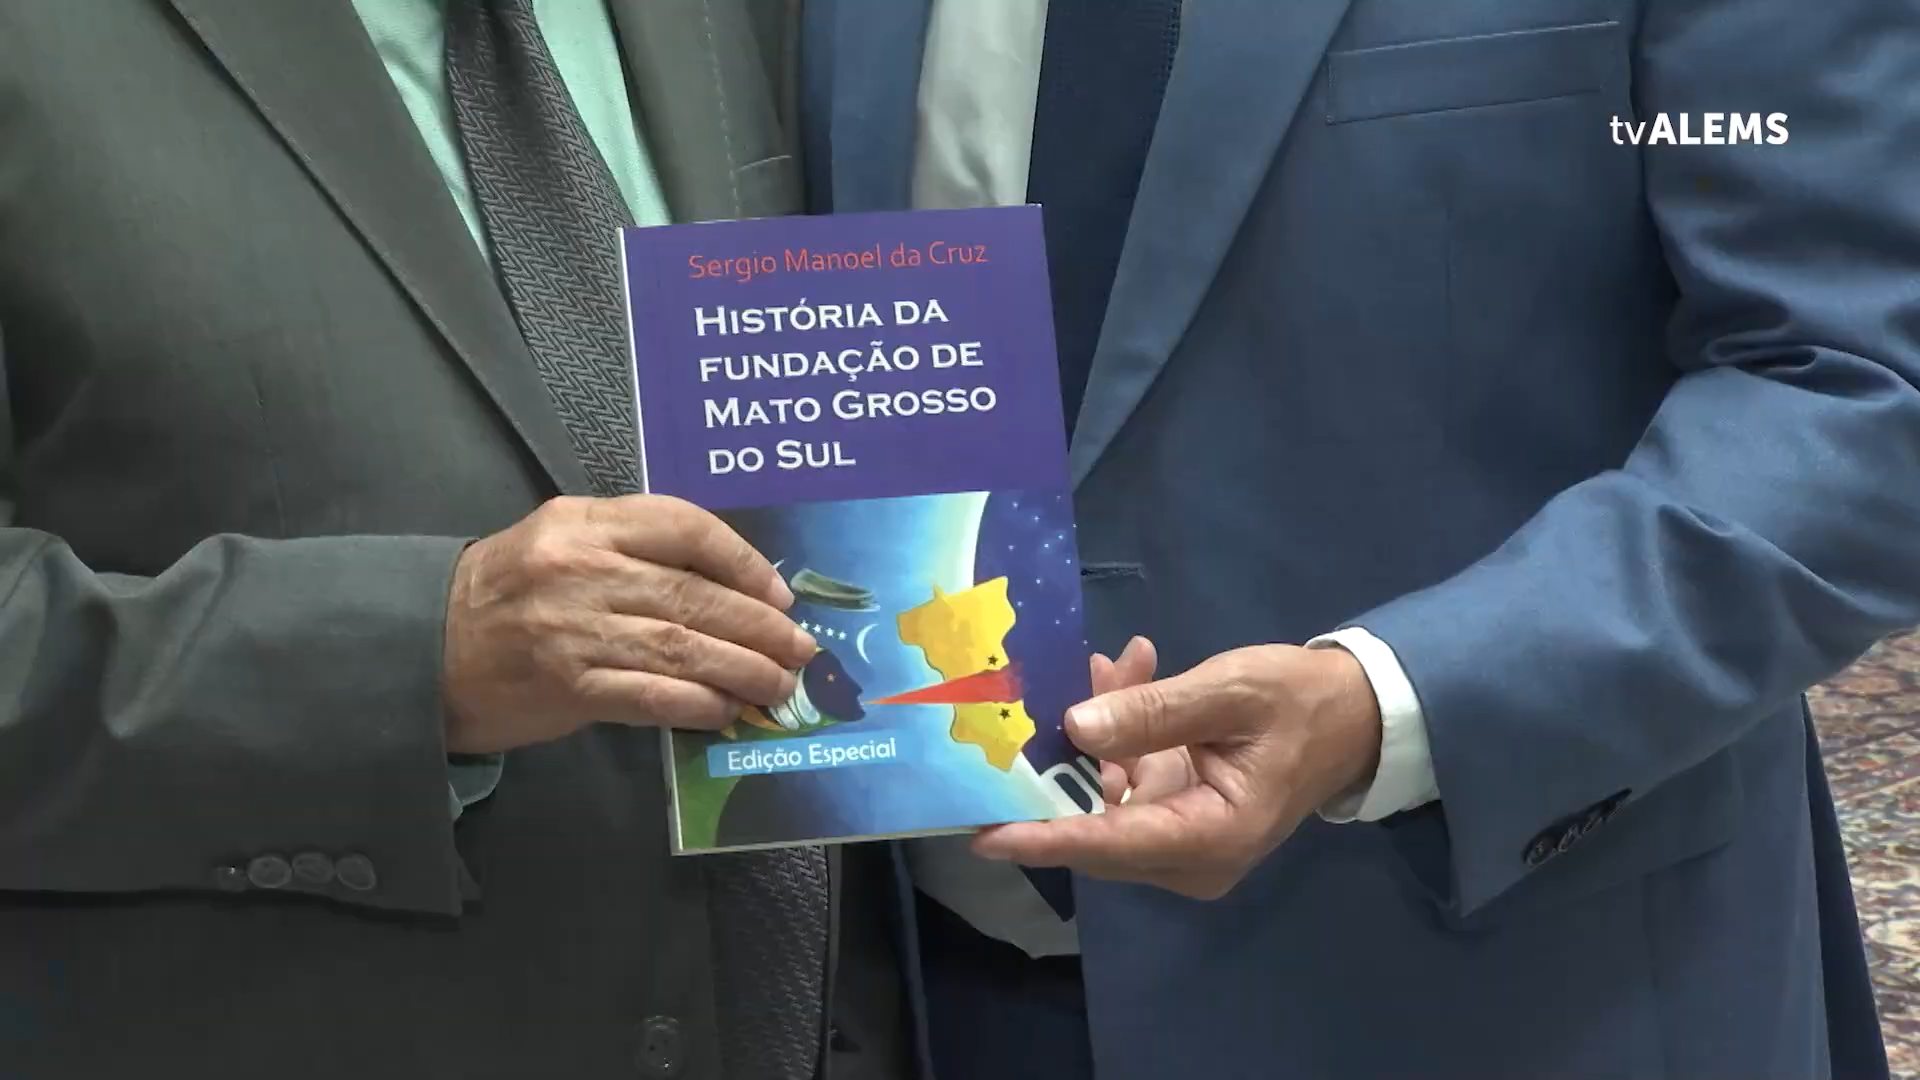 tvALEMS
Sergio Manoel da Cruz
HISTÓRIA DA
FUNDAÇÃO DE
MATO GROSSO
DO SUL
Edição Especial